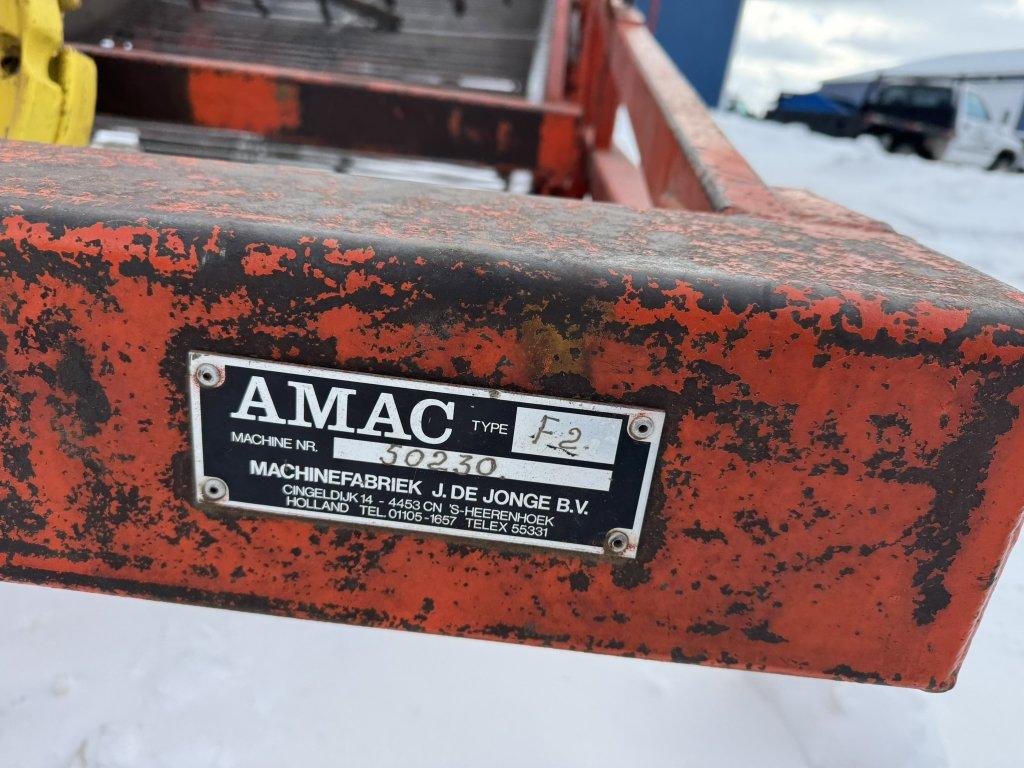 AMAC TYPE F2
MACHINE NR. 50230
MACHINEFABRIEK J. DE JONGE B.V.
CINGELDIJK 14 - 4453 CN 'S-HEERENHOEK
HOLLAND TEL. 01105-1657 TELEX 55331